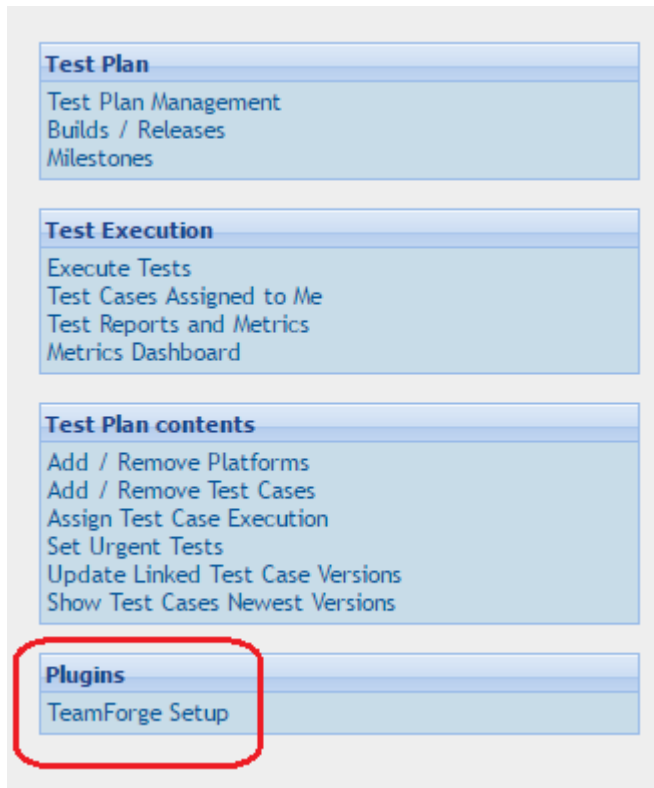 Test Plan
Test Plan Management
Builds / Releases
Milestones
Test Execution
Execute Tests
Test Cases Assigned to Me
Test Reports and Metrics
Metrics Dashboard
Test Plan contents
Add / Remove Platforms
Add / Remove Test Cases
Assign Test Case Execution
Set Urgent Tests
Update Linked Test Case Versions
Show Test Cases Newest Versions
Plugins
TeamForge Setup